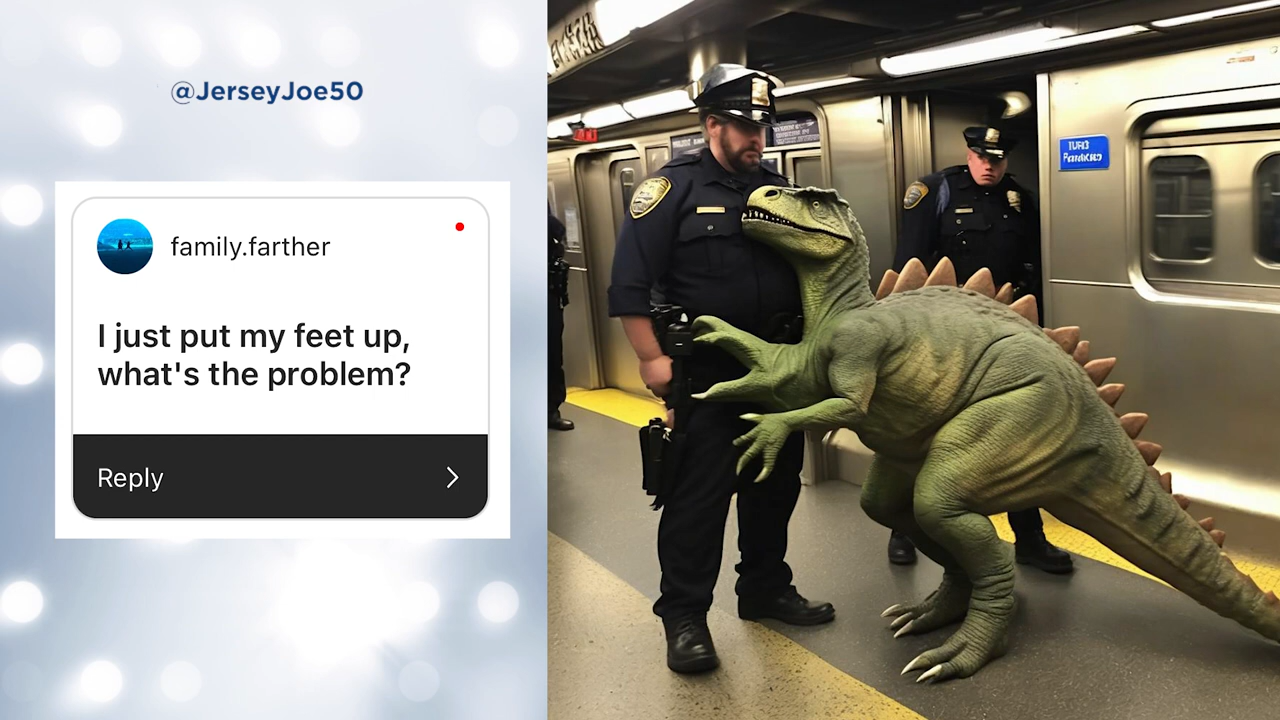 @JerseyJoe50
family.farther
I just put my feet up,
what's the problem?
Reply